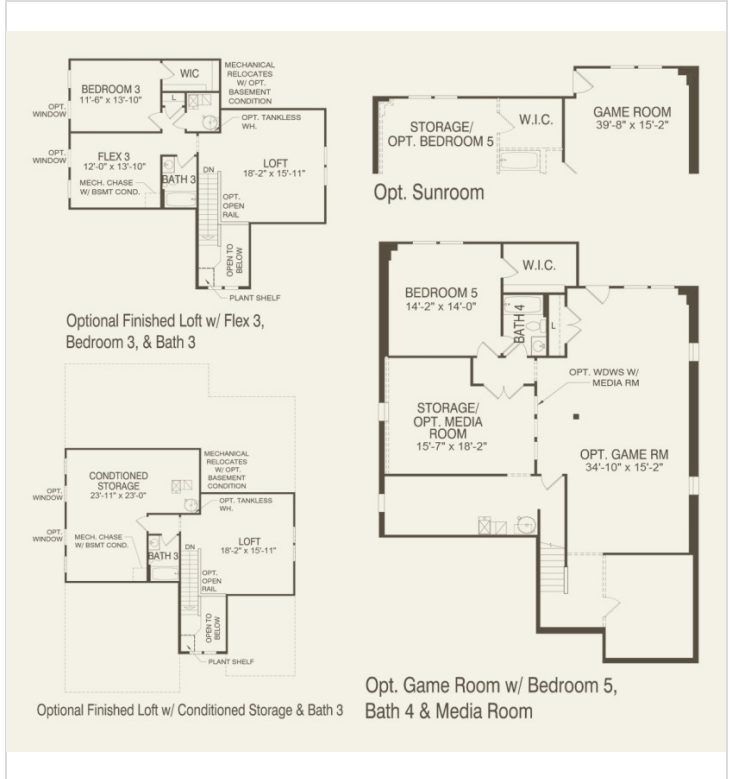 BEDROOM 3
11'-6" x 13'-10"
WIC
MECHANICAL
RELOCATES
W/ OPT.
BASEMENT
CONDITION
OPT.
WINDOW
L
OPT. TANKLESS
WH.
OPT.
WINDOW
FLEX 3
12'-0" x 13'-10"
MECH. CHASE
W/ BSMT COND.
BATH 3
DN
LOFT
18'-2" x 15'-11"
OPT.
OPEN
RAIL
OPEN TO
BELOW
PLANT SHELF
Optional Finished Loft w/ Flex 3,
Bedroom 3, & Bath 3
STORAGE/
OPT. BEDROOM 5
W.I.C.
GAME ROOM
39'-8" x 15'-2"
Opt. Sunroom
CONDTIONED
STORAGE
23'-11" x 23'-0"
MECHANICAL
RELOCATES
W/ OPT.
BASEMENT
CONDITION
OPT.
WINDOW
OPT. TANKLESS
WH.
OPT.
WINDOW
MECH. CHASE
W/ BSMT COND.
BATH 3
DN
LOFT
18'-2" x 15'-11"
OPT.
OPEN
RAIL
OPEN TO
BELOW
PLANT SHELF
Optional Finished Loft w/ Conditioned Storage & Bath 3
BEDROOM 5
14'-2" x 14'-0"
W.I.C.
BATH 4
L
OPT. WDWS W/
MEDIA RM
STORAGE/
OPT. MEDIA
ROOM
15'-7" x 18'-2"
OPT. GAME RM
34'-10" x 15'-2"
Opt. Game Room w/ Bedroom 5,
Bath 4 & Media Room